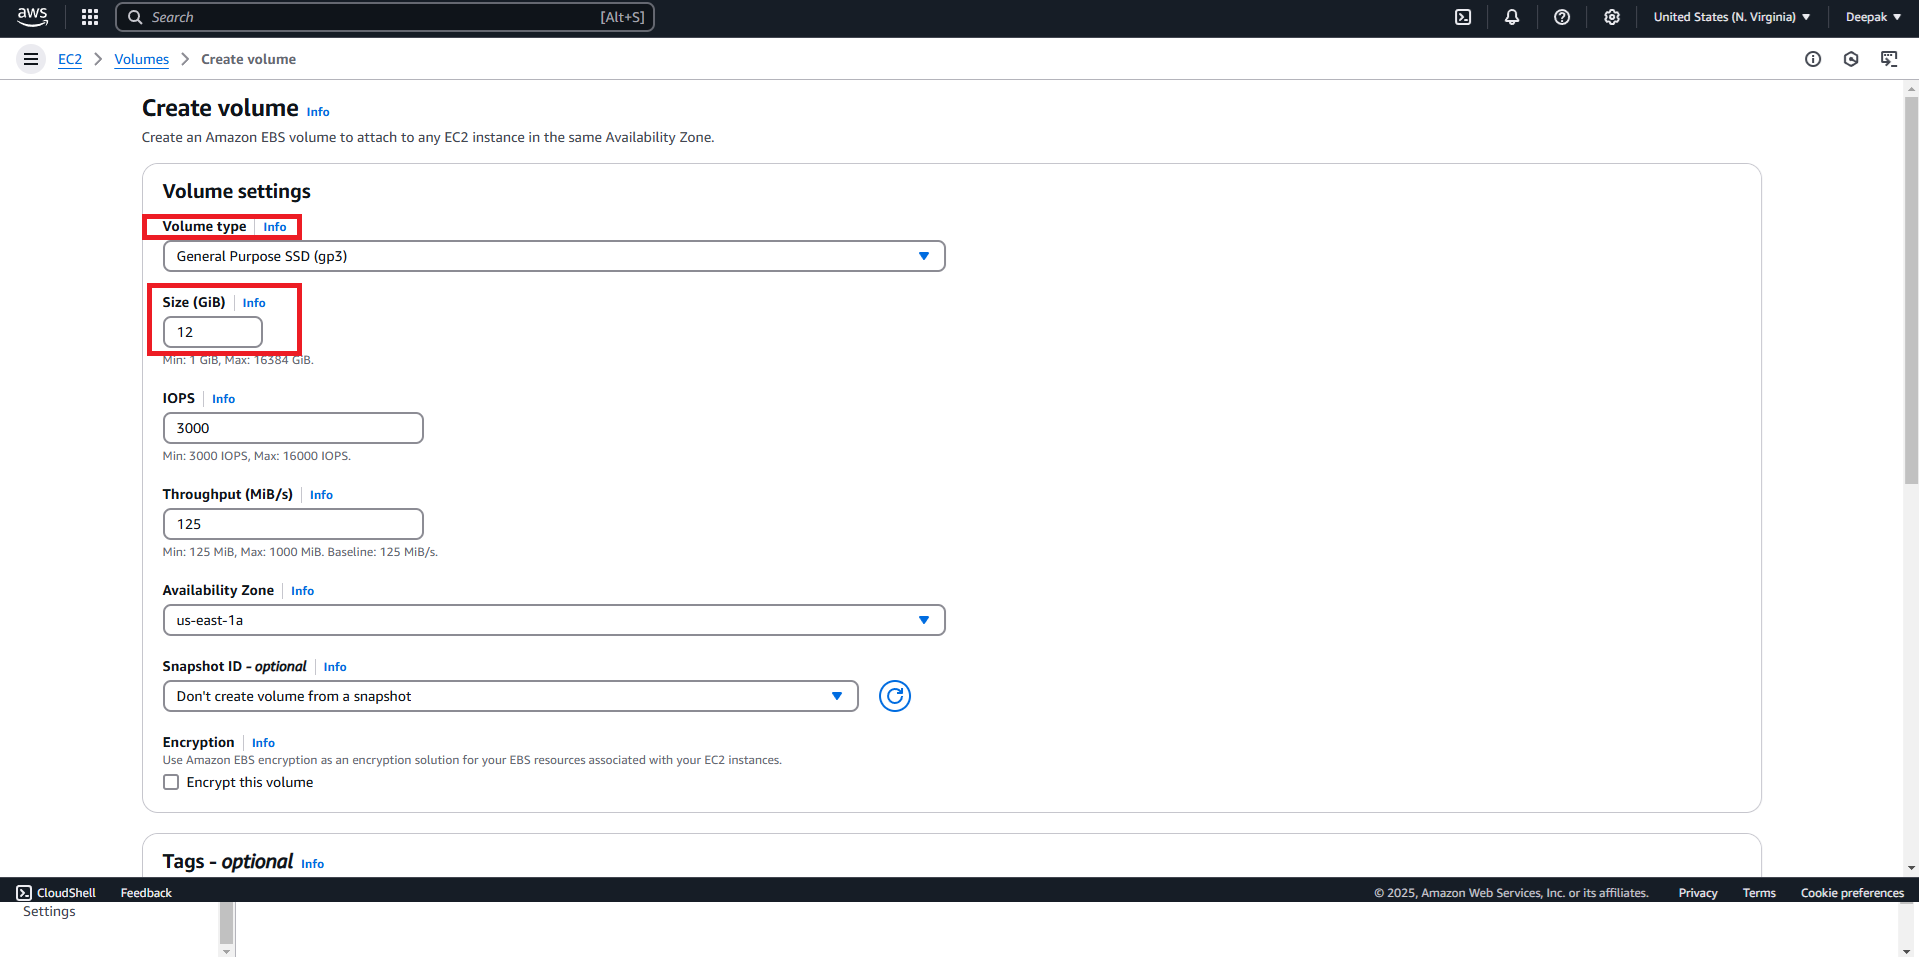 aws Search [Alt+S] United States (N. Virginia) Deepak
EC2 Volumes Create volume
Create volume Info
Create an Amazon EBS volume to attach to any EC2 instance in the same Availability Zone.
Volume settings
Volume type Info
General Purpose SSD (gp3)
Size (GiB) Info
12
Min: 1 GiB, Max: 16384 GiB.
IOPS Info
3000
Min: 3000 IOPS, Max: 16000 IOPS.
Throughput (MiB/s) Info
125
Min: 125 MiB, Max: 1000 MiB. Baseline: 125 MiB/s.
Availability Zone Info
us-east-1a
Snapshot ID - optional Info
Don't create volume from a snapshot
Encryption Info
Use Amazon EBS encryption as an encryption solution for your EBS resources associated with your EC2 instances.
Encrypt this volume
Tags - optional Info
CloudShell Feedback © 2025, Amazon Web Services, Inc. or its affiliates. Privacy Terms Cookie preferences
Settings